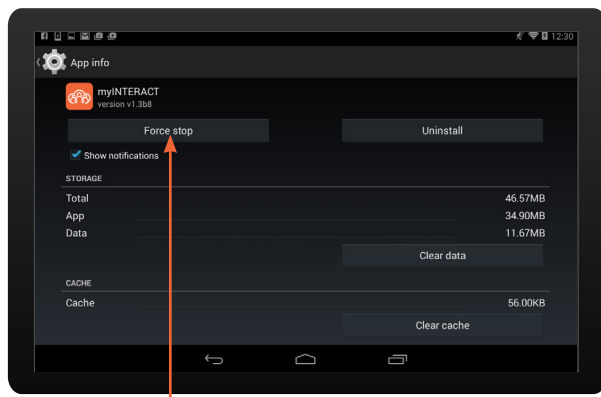 12:30
App info
myINTERACT
version v1.3b8
Force stop Uninstall
Show notifications
STORAGE
Total 46.57MB
App 34.90MB
Data 11.67MB
Clear data
CACHE
Cache 56.00KB
Clear cache